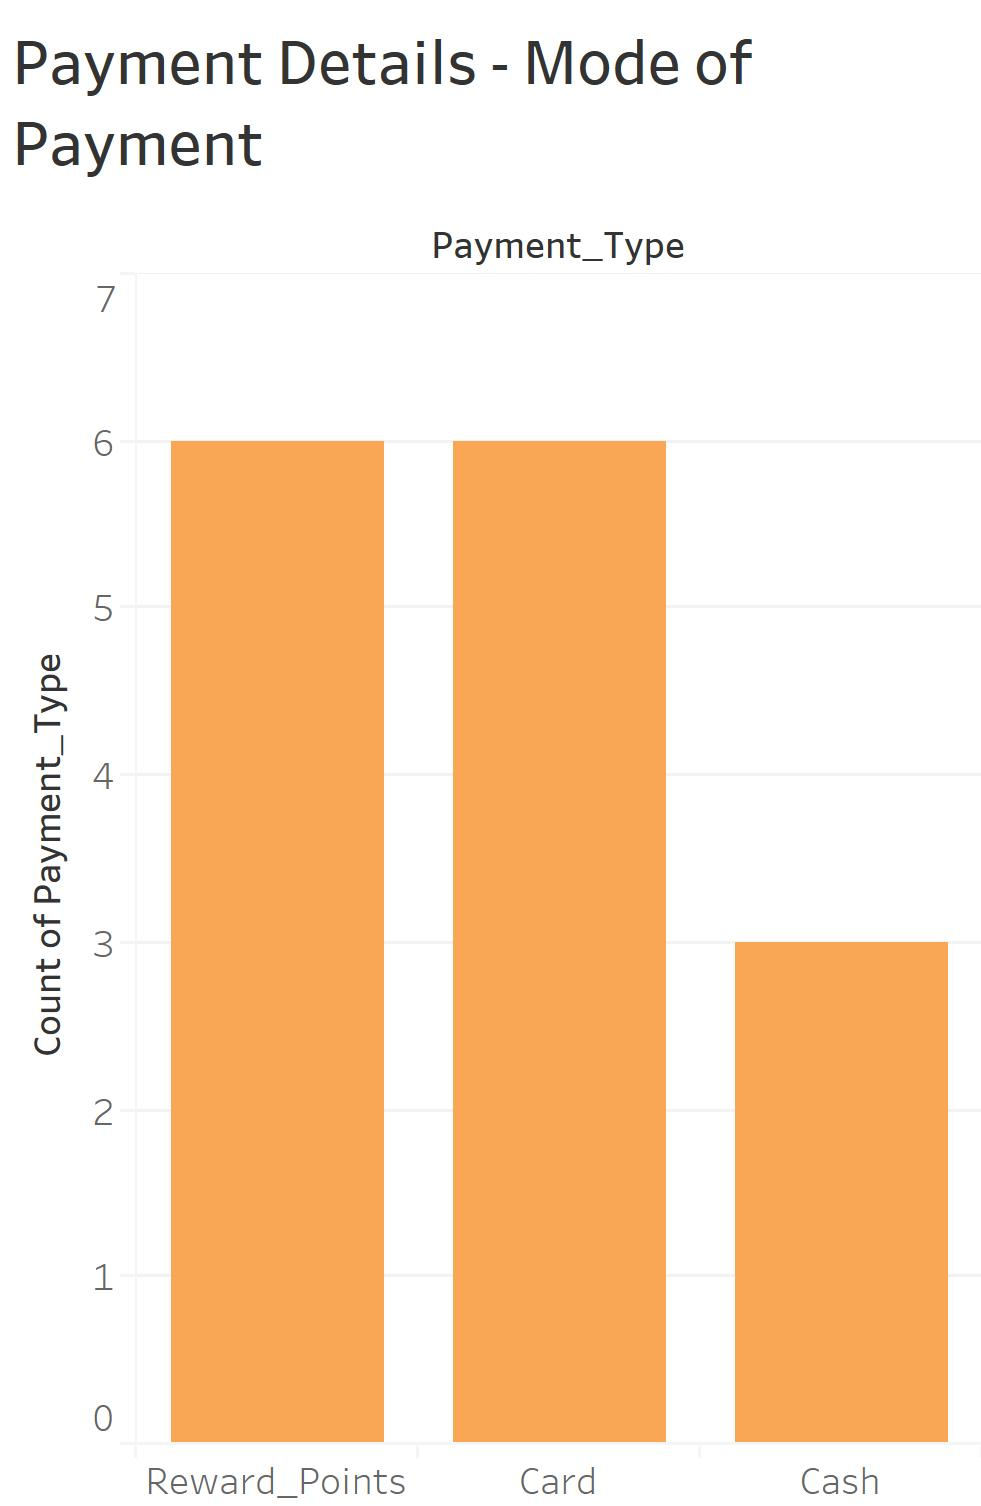 Payment Details - Mode of
Payment
Payment_Type
7
6
5
4
3
2
1
0
Count of Payment_Type
Reward_Points Card Cash